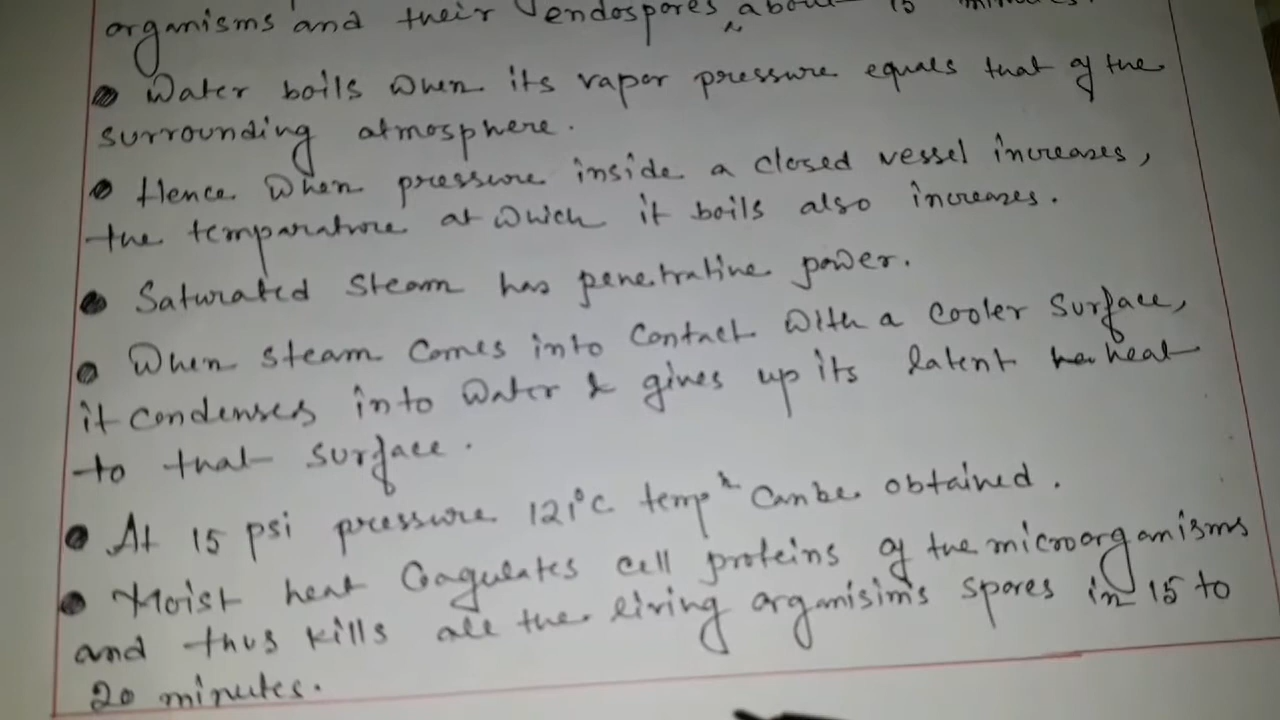 organisms and their endospores about 15
● Water boils when its vapor pressure equals that of the
surrounding atmosphere.
● Hence when pressure inside a closed vessel increases,
the temparature at which it boils also increases.
● Saturated steam has penetrative power.
● When steam comes into contact with a cooler surface,
it condenses into water & gives up its latent heat
to that surface.
● At 15 psi pressure 121°C temp^r can be obtained.
● Moist heat coagulates cell proteins of the microorganisms
and thus kills all the living organisims spores in 15 to
20 minutes.